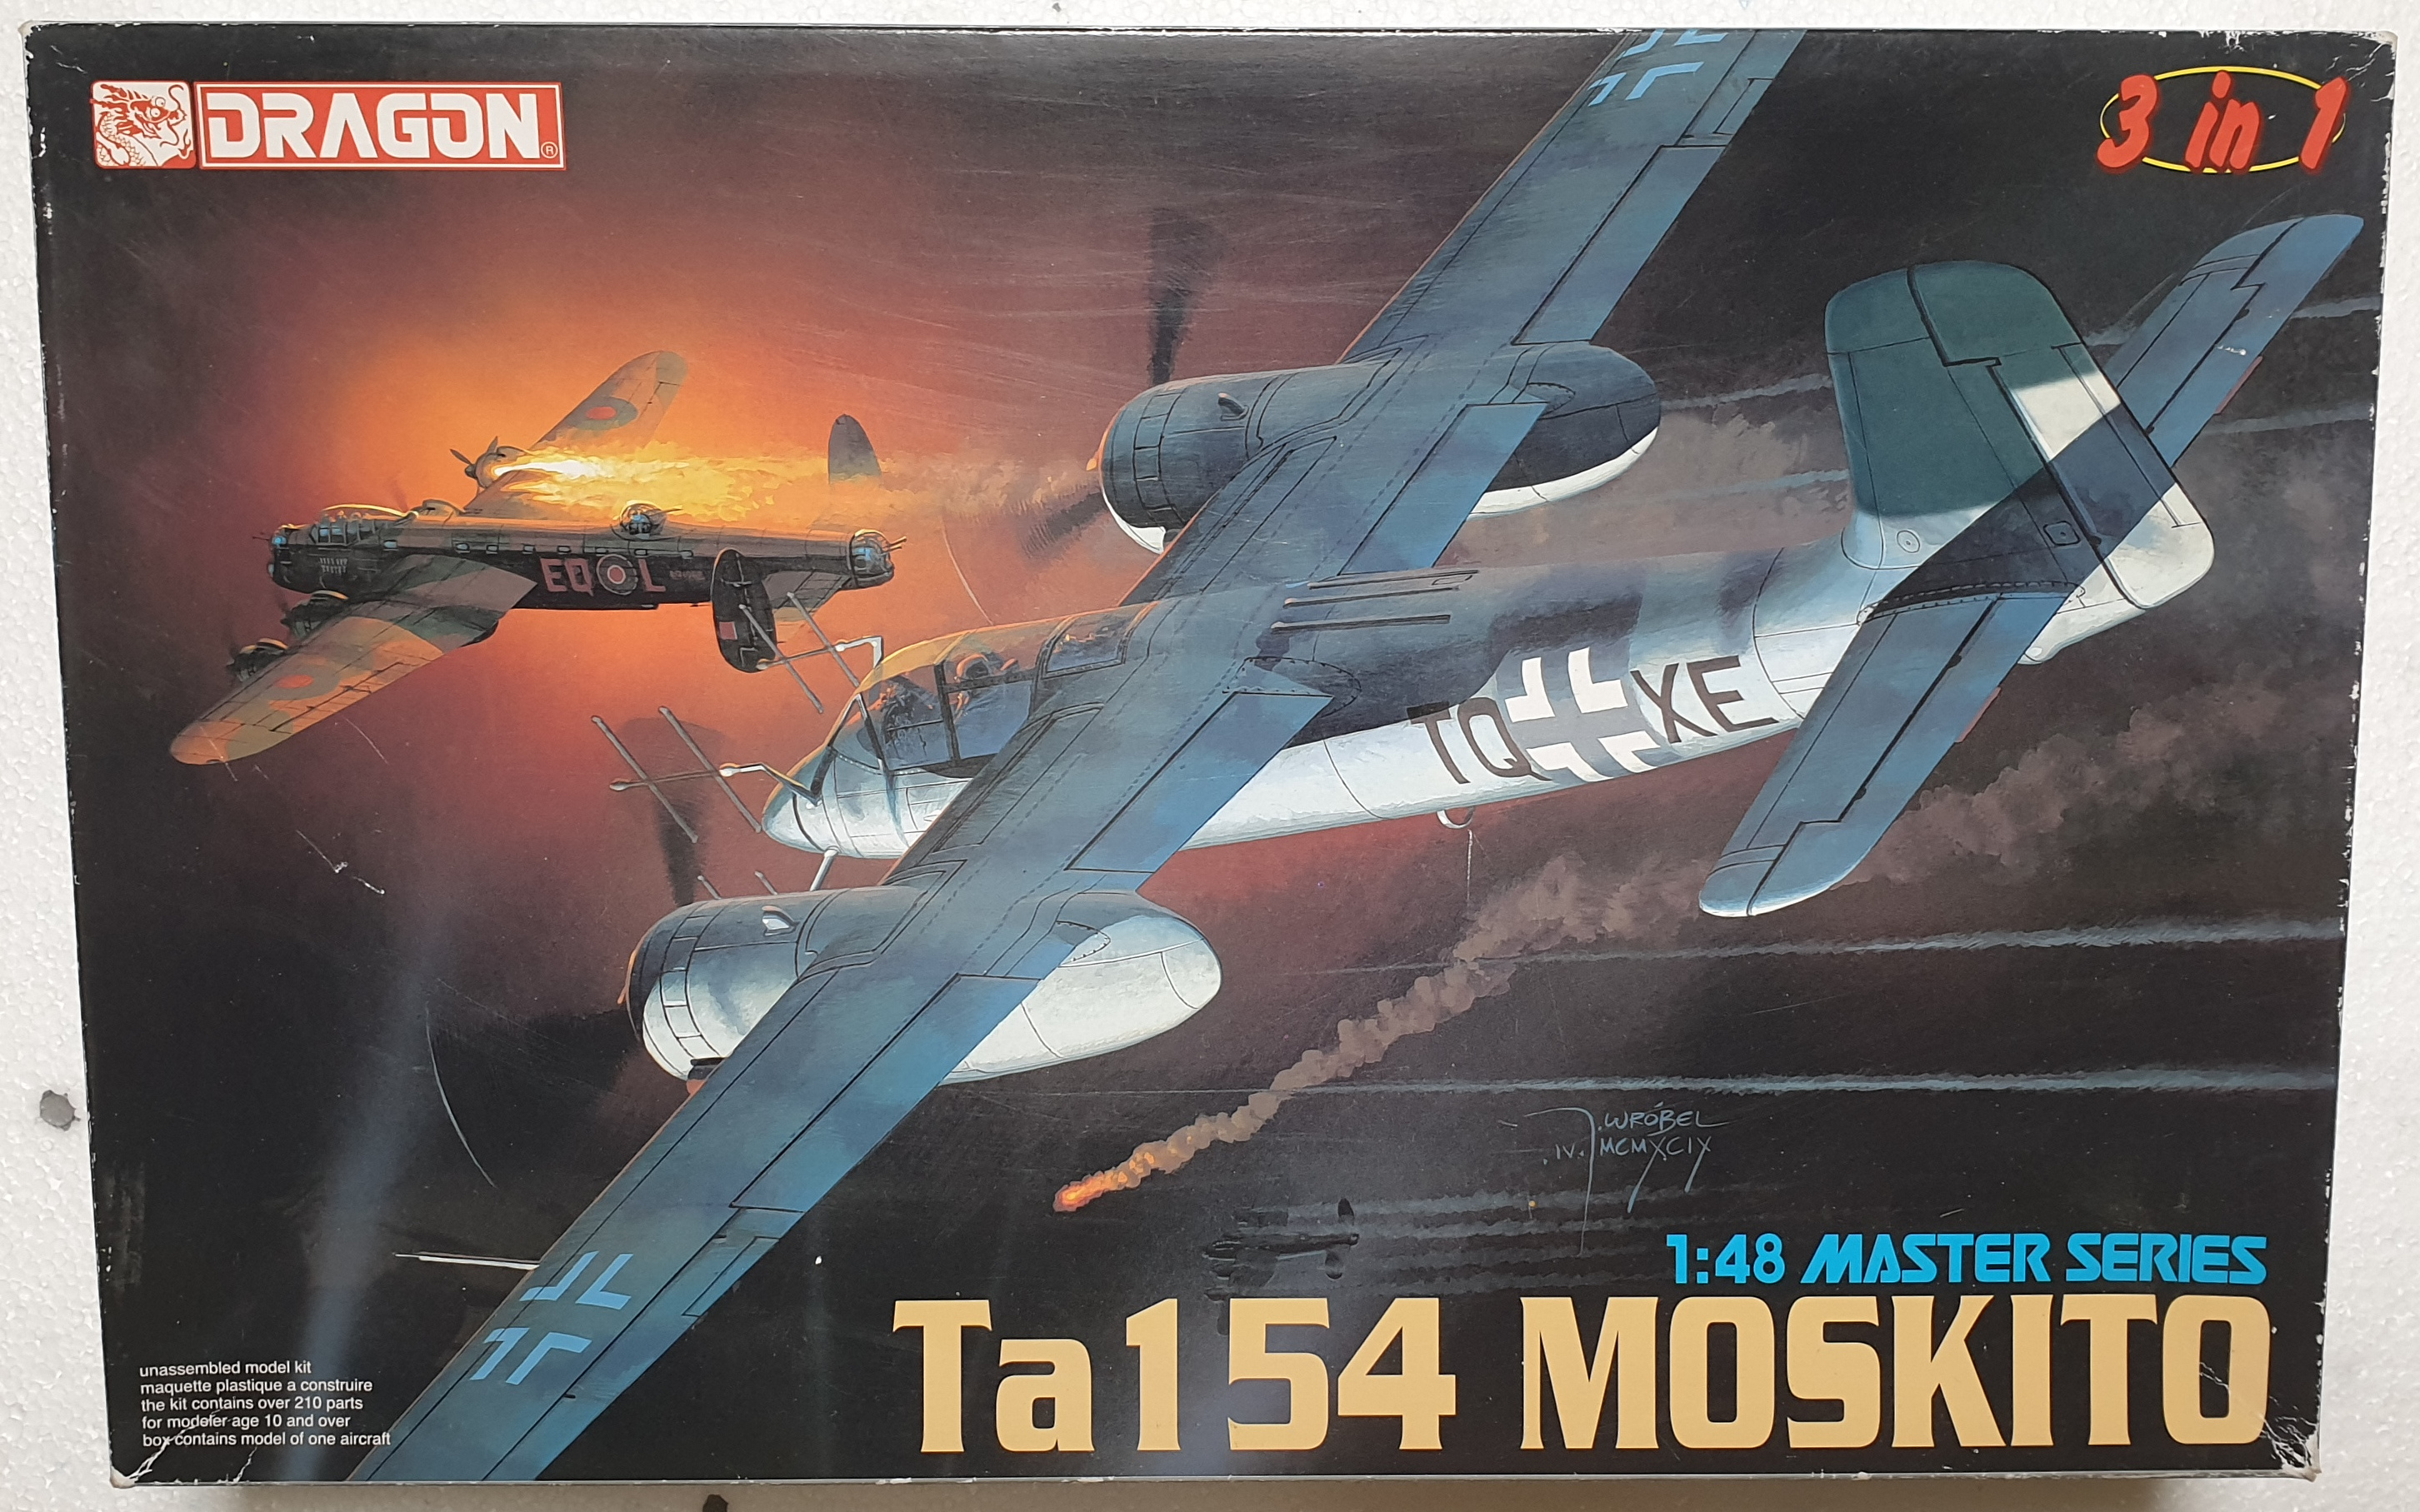 DRAGON®
3 in 1
EQ L
TQ XE
J. WRÓBEL
.IV. MCMXCIX
1:48 MASTER SERIES
Ta154 MOSKITO
unassembled model kit
maquette plastique a construire
the kit contains over 210 parts
for modeler age 10 and over
box contains model of one aircraft